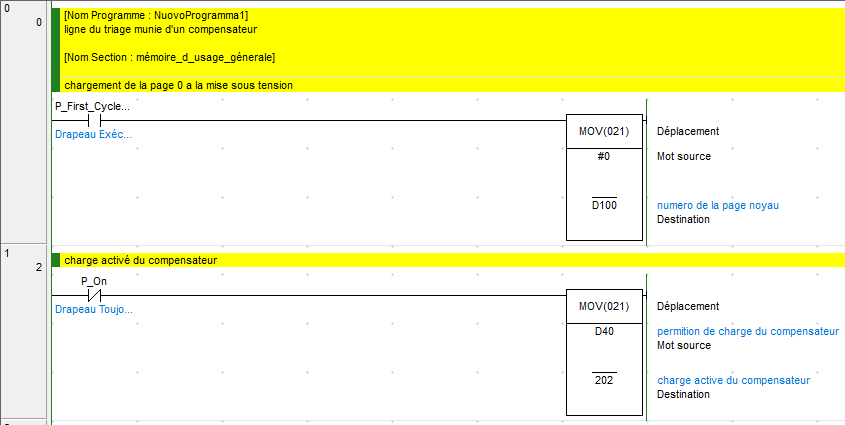 0
0
[Nom Programme : NuovoProgramma1]
ligne du triage munie d'un compensateur
[Nom Section : mémoire_d_usage_génerale]
chargement de la page 0 a la mise sous tension
P_First_Cycle...
Drapeau Exéc...
MOV(021)
Déplacement
#0
Mot source
D100
numero de la page noyau
Destination
1
2
charge activé du compensateur
P_On
Drapeau Toujo...
MOV(021)
Déplacement
D40
permition de charge du compensateur
Mot source
202
charge active du compensateur
Destination